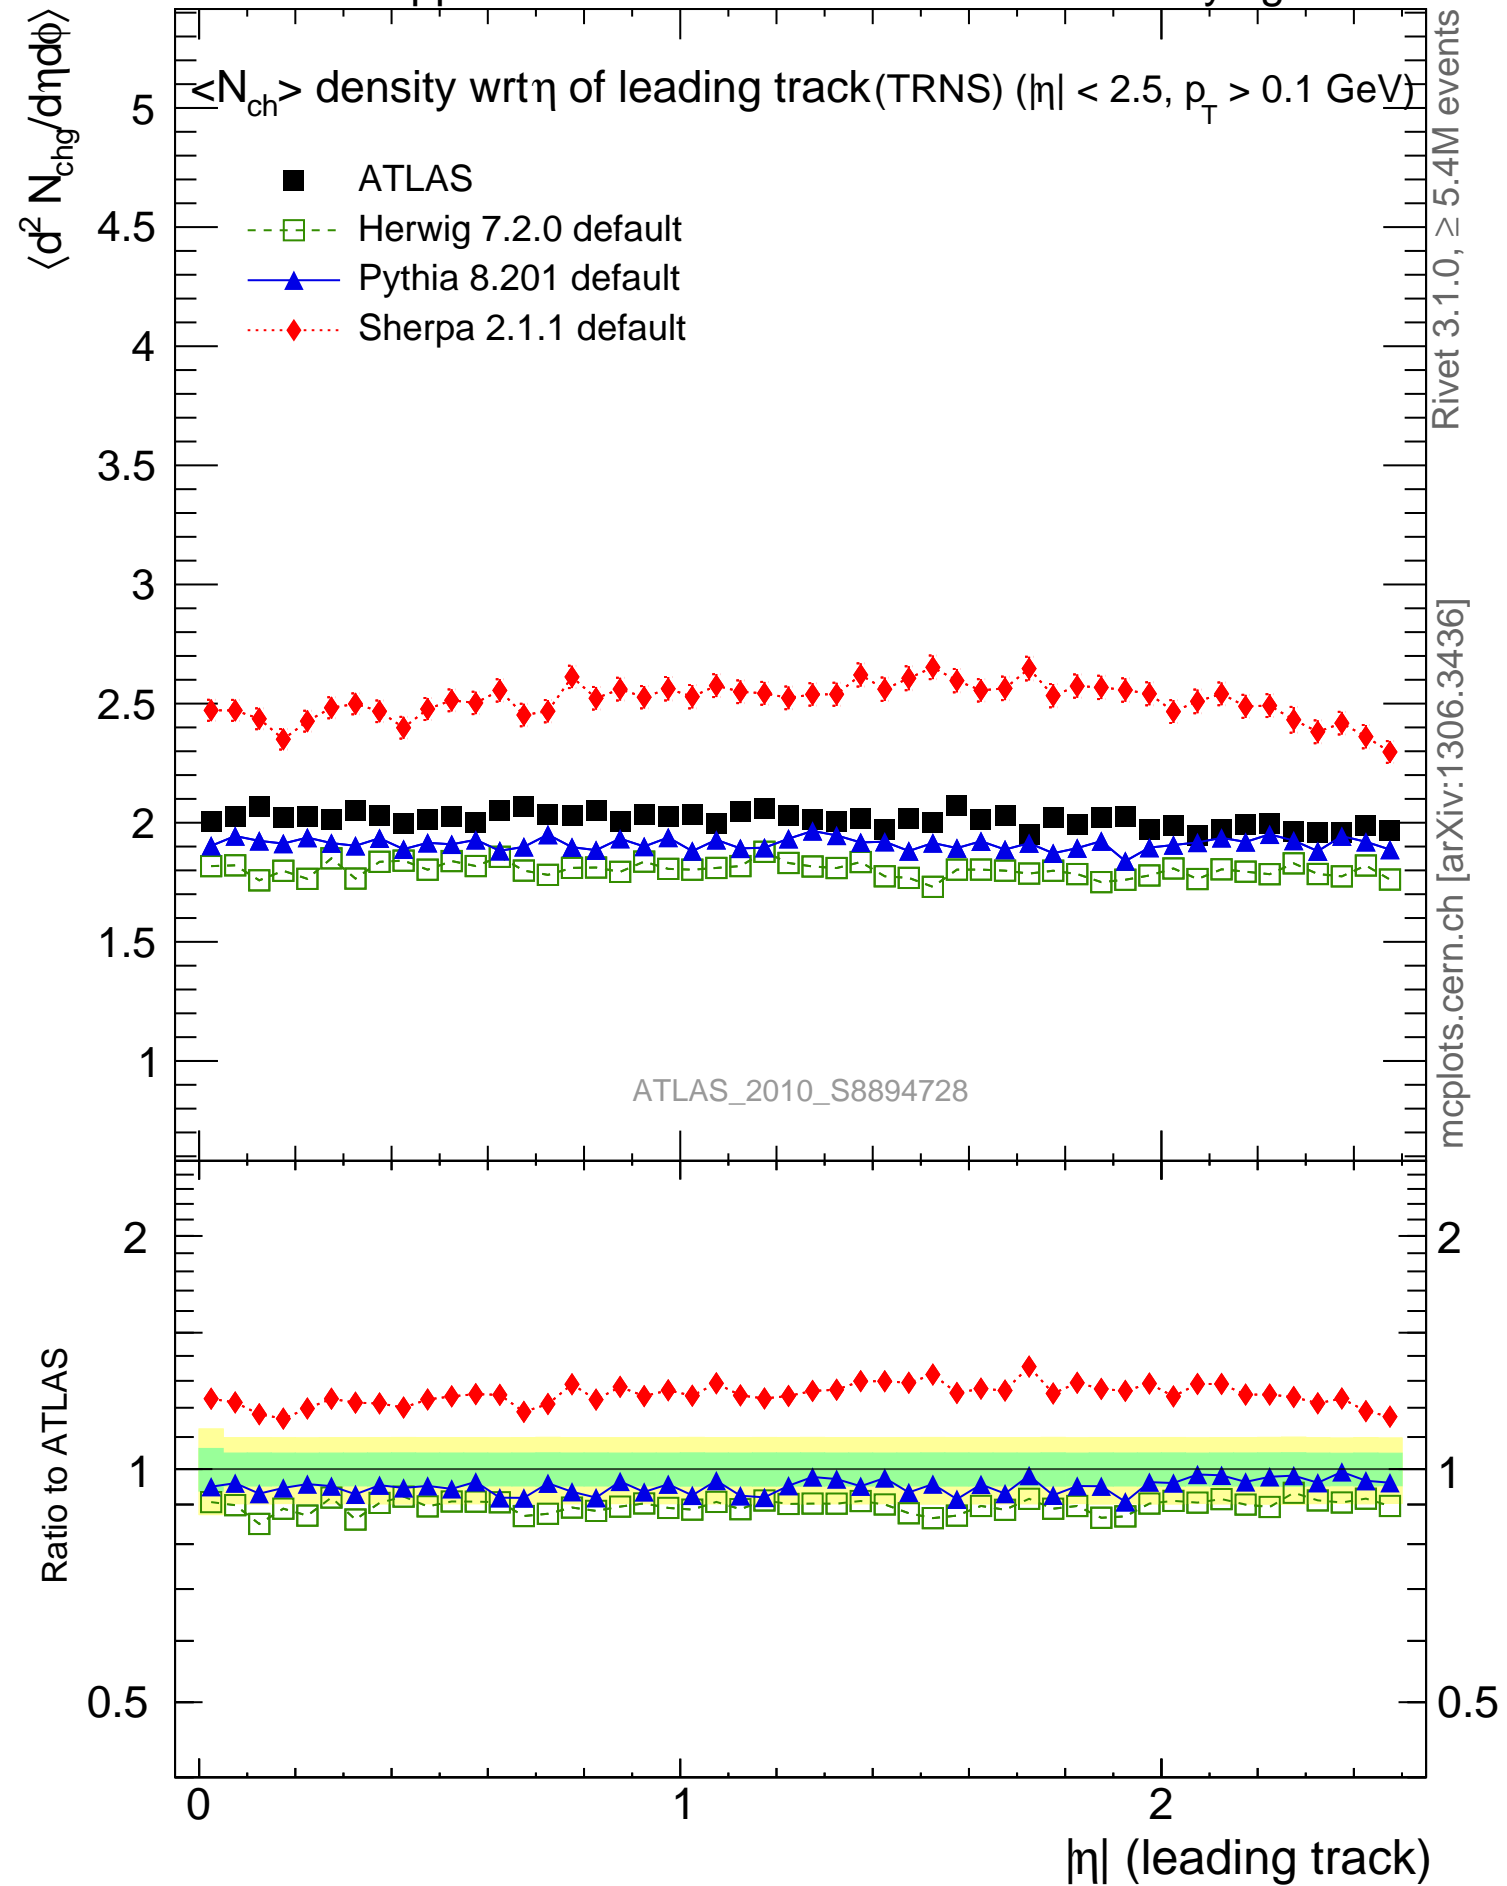 <N_ch> density wrt η of leading track (TRNS) (|η| < 2.5, p_T > 0.1 GeV)
⟨d² N_chg/dηdϕ⟩
ATLAS
Herwig 7.2.0 default
Pythia 8.201 default
Sherpa 2.1.1 default
5
4.5
4
3.5
3
2.5
2
1.5
1
ATLAS_2010_S8894728
Rivet 3.1.0, ≥ 5.4M events
mcplots.cern.ch [arXiv:1306.3436]
Ratio to ATLAS
2
1
0.5
2
1
0.5
0
1
2
|η| (leading track)